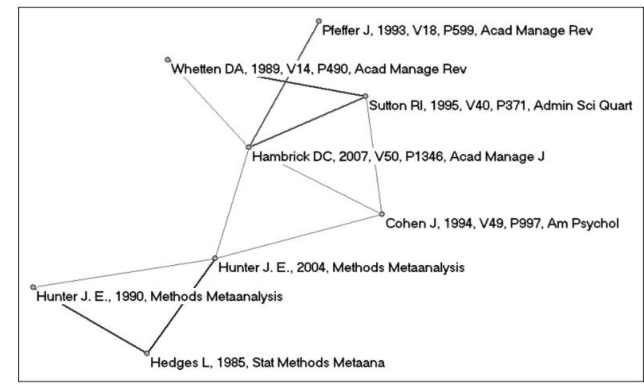 Pfeffer J, 1993, V18, P599, Acad Manage Rev
Whetten DA, 1989, V14, P490, Acad Manage Rev
Sutton RI, 1995, V40, P371, Admin Sci Quart
Hambrick DC, 2007, V50, P1346, Acad Manage J
Cohen J, 1994, V49, P997, Am Psychol
Hunter J. E., 2004, Methods Metaanalysis
Hunter J. E., 1990, Methods Metaanalysis
Hedges L, 1985, Stat Methods Metaana